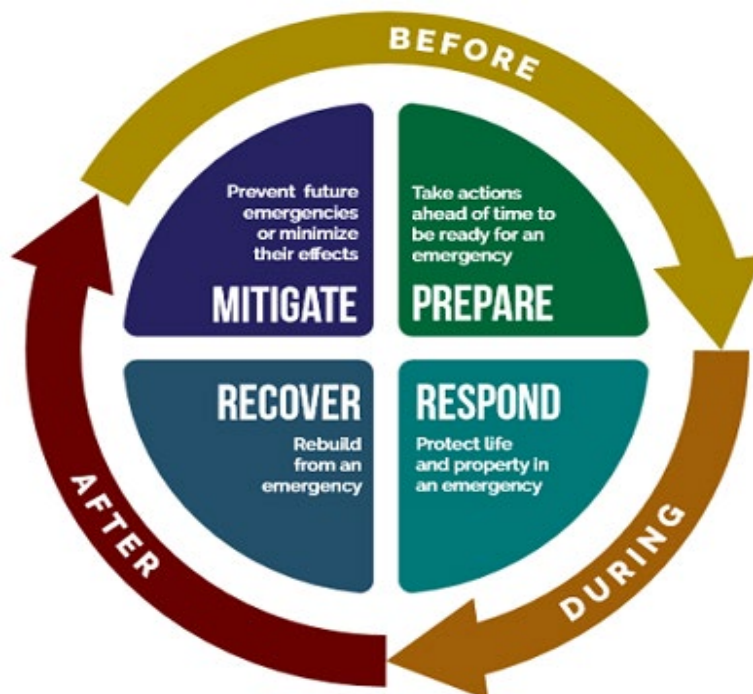 BEFORE
Prevent future
emergencies
or minimize
their effects
MITIGATE
Take actions
ahead of time to
be ready for an
emergency
PREPARE
RECOVER
Rebuild
from an
emergency
RESPOND
Protect life
and property in
an emergency
AFTER
DURING